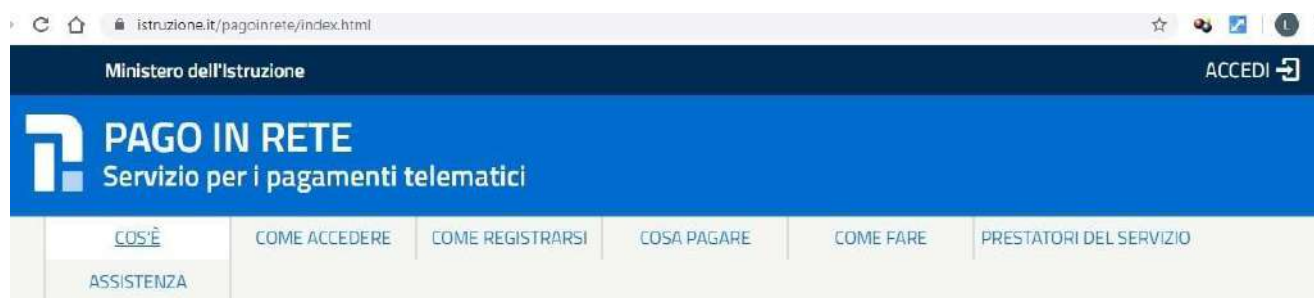 istruzione.it/pagoinrete/index.html
L
Ministero dell'Istruzione
ACCEDI
PAGO IN RETE
Servizio per i pagamenti telematici
COS'È COME ACCEDERE COME REGISTRARSI COSA PAGARE COME FARE PRESTATORI DEL SERVIZIO
ASSISTENZA